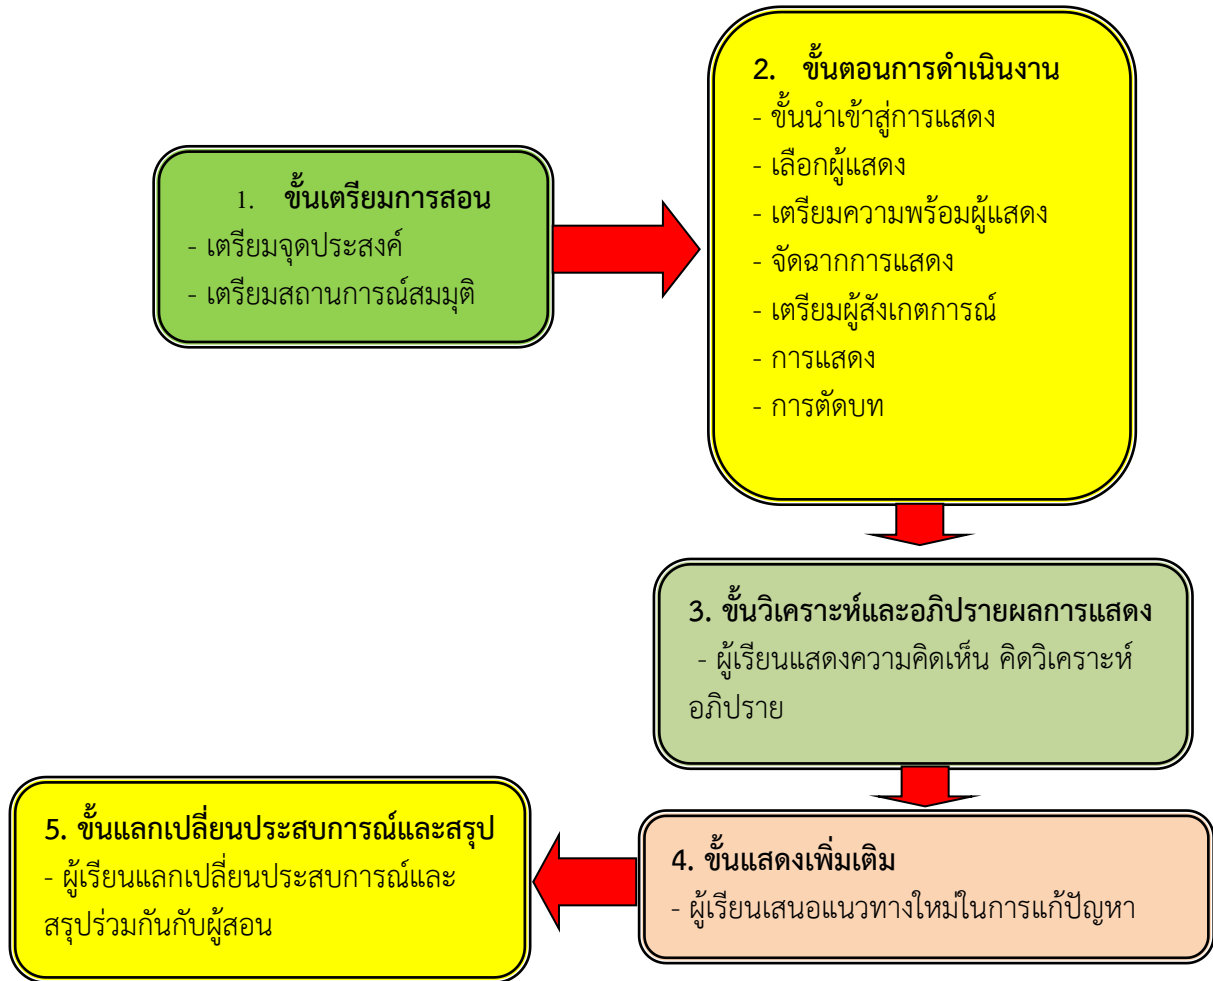 1. ขั้นเตรียมการสอน
- เตรียมจุดประสงค์
- เตรียมสถานการณ์สมมุติ
2. ขั้นตอนการดำเนินงาน
- ขั้นนำเข้าสู่การแสดง
- เลือกผู้แสดง
- เตรียมความพร้อมผู้แสดง
- จัดฉากการแสดง
- เตรียมผู้สังเกตการณ์
- การแสดง
- การตัดบท
3. ขั้นวิเคราะห์และอภิปรายผลการแสดง
- ผู้เรียนแสดงความคิดเห็น คิดวิเคราะห์
อภิปราย
4. ขั้นแสดงเพิ่มเติม
- ผู้เรียนเสนอแนวทางใหม่ในการแก้ปัญหา
5. ขั้นแลกเปลี่ยนประสบการณ์และสรุป
- ผู้เรียนแลกเปลี่ยนประสบการณ์และ
สรุปร่วมกันกับผู้สอน